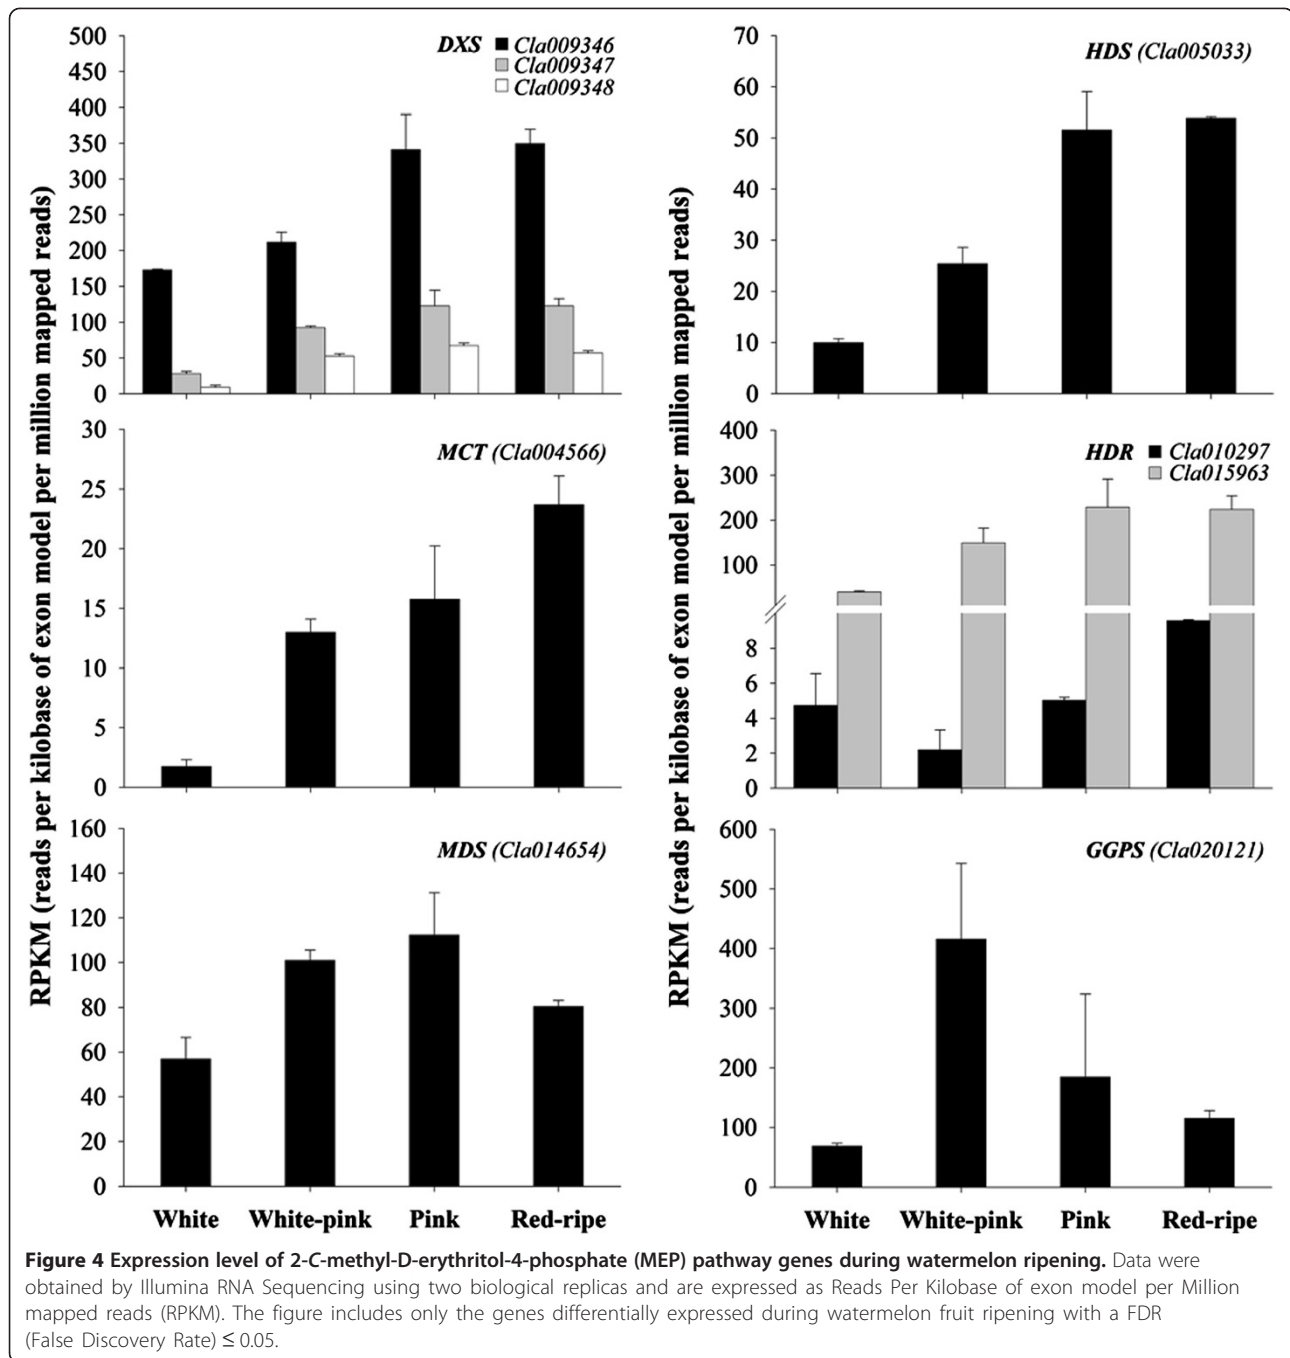 RPKM (reads per kilobase of exon model per million mapped reads)
500
450
400
350
300
250
200
150
100
50
0
DXS
Cla009346
Cla009347
Cla009348
30
25
20
15
10
5
0
MCT (Cla004566)
160
140
120
100
80
60
40
20
0
MDS (Cla014654)
White White-pink Pink Red-ripe
RPKM (reads per kilobase of exon model per million mapped reads)
70
60
50
40
30
20
10
0
HDS (Cla005033)
400
300
200
100
8
6
4
2
0
HDR
Cla010297
Cla015963
600
500
400
300
200
100
0
GGPS (Cla020121)
White White-pink Pink Red-ripe
Figure 4 Expression level of 2-C-methyl-D-erythritol-4-phosphate (MEP) pathway genes during watermelon ripening. Data were
obtained by Illumina RNA Sequencing using two biological replicas and are expressed as Reads Per Kilobase of exon model per Million
mapped reads (RPKM). The figure includes only the genes differentially expressed during watermelon fruit ripening with a FDR
(False Discovery Rate) ≤ 0.05.